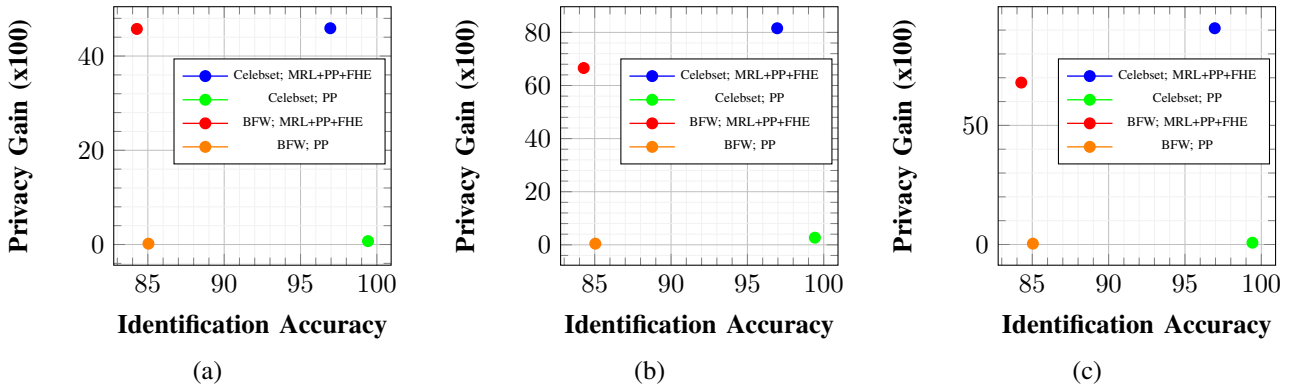 Privacy Gain (x100)
40
20
0
Celebset; MRL+PP+FHE
Celebset; PP
BFW; MRL+PP+FHE
BFW; PP
85 90 95 100
Identification Accuracy
(a)
Privacy Gain (x100)
80
60
40
20
0
Celebset; MRL+PP+FHE
Celebset; PP
BFW; MRL+PP+FHE
BFW; PP
85 90 95 100
Identification Accuracy
(b)
Privacy Gain (x100)
50
0
Celebset; MRL+PP+FHE
Celebset; PP
BFW; MRL+PP+FHE
BFW; PP
85 90 95 100
Identification Accuracy
(c)